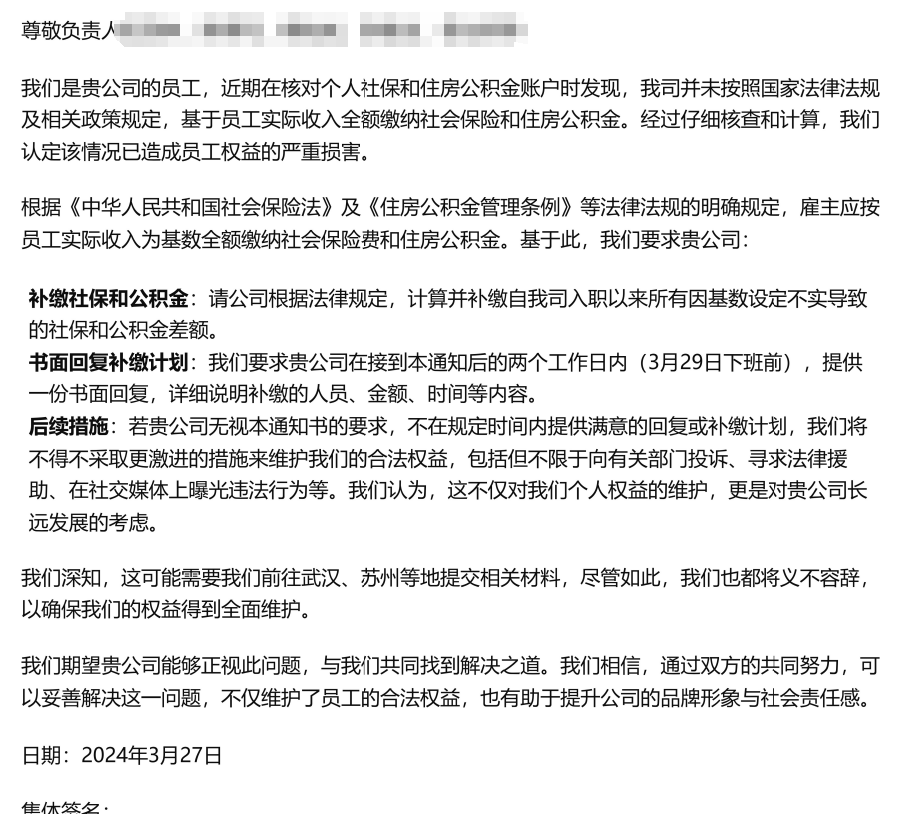 尊敬负责人
我们是贵公司的员工，近期在核对个人社保和住房公积金账户时发现，我司并未按照国家法律法规
及相关政策规定，基于员工实际收入全额缴纳社会保险和住房公积金。经过仔细核查和计算，我们
认定该情况已造成员工权益的严重损害。
根据《中华人民共和国社会保险法》及《住房公积金管理条例》等法律法规的明确规定，雇主应按
员工实际收入为基数全额缴纳社会保险费和住房公积金。基于此，我们要求贵公司：
补缴社保和公积金：请公司根据法律规定，计算并补缴自我司入职以来所有因基数设定不实导致
的社保和公积金差额。
书面回复补缴计划：我们要求贵公司在接到本通知后的两个工作日内（3月29日下班前），提供
一份书面回复，详细说明补缴的人员、金额、时间等内容。
后续措施：若贵公司无视本通知书的要求，不在规定时间内提供满意的回复或补缴计划，我们将
不得不采取更激进的措施来维护我们的合法权益，包括但不限于向有关部门投诉、寻求法律援
助、在社交媒体上曝光违法行为等。我们认为，这不仅对我们个人权益的维护，更是对贵公司长
远发展的考虑。
我们深知，这可能需要我们前往武汉、苏州等地提交相关材料，尽管如此，我们也都将义不容辞，
以确保我们的权益得到全面维护。
我们期望贵公司能够正视此问题，与我们共同找到解决之道。我们相信，通过双方的共同努力，可
以妥善解决这一问题，不仅维护了员工的合法权益，也有助于提升公司的品牌形象与社会责任感。
日期：2024年3月27日
集体签名：